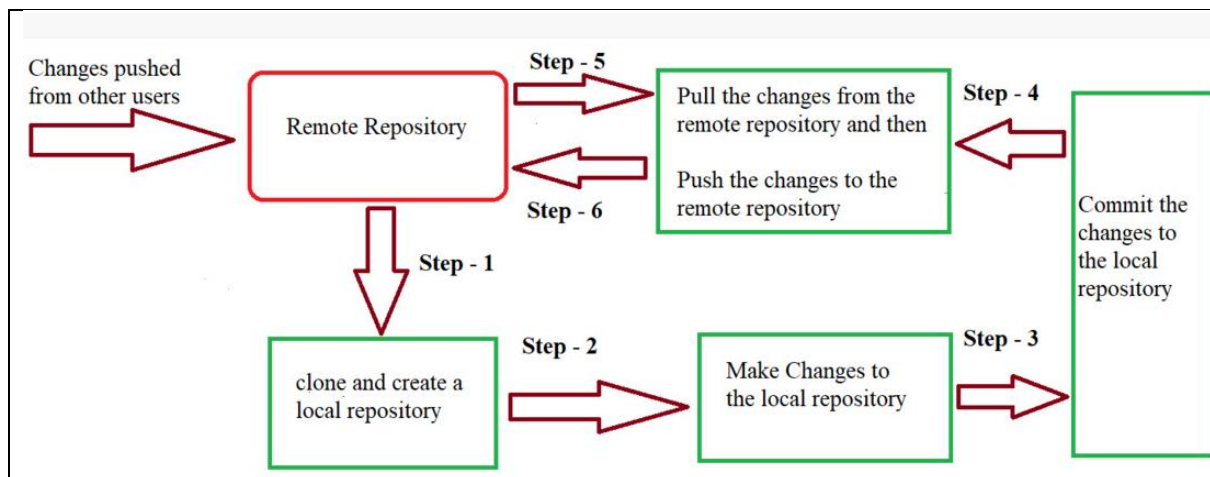 Changes pushed
from other users
Remote Repository
Step - 5
Pull the changes from the
remote repository and then
Push the changes to the
remote repository
Step - 4
Step - 6
Commit the
changes to
the local
repository
Step - 1
clone and create a
local repository
Step - 2
Make Changes to
the local repository
Step - 3